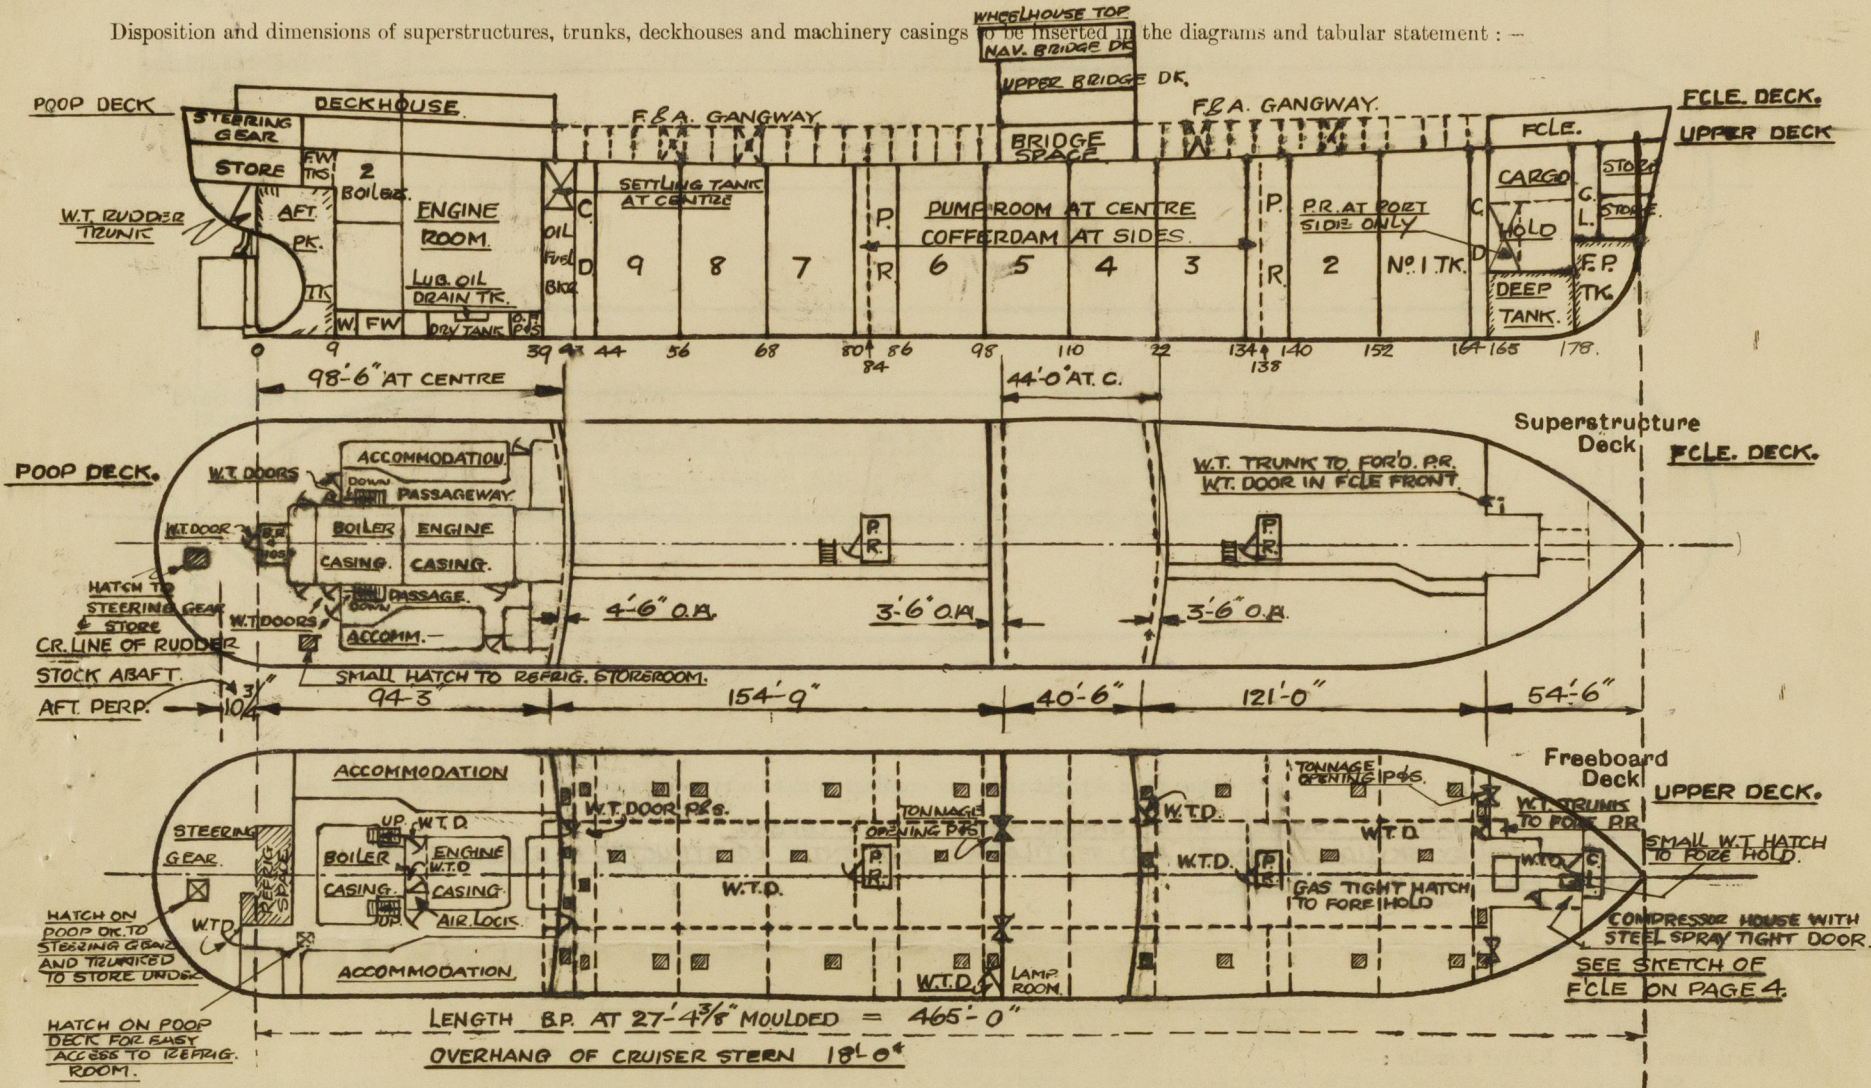 Disposition and dimensions of superstructures, trunks, deckhouses and machinery casings to be inserted in the diagrams and tabular statement : —
WHEELHOUSE TOP
NAV. BRIDGE DK
UPPER BRIDGE DK.
POOP DECK
DECKHOUSE
F.& A. GANGWAY
F.& A. GANGWAY.
FCLE. DECK.
UPPER DECK
STEERING
GEAR
BRIDGE
SPACE
FCLE.
STORE
F.W
TKS
2
BOILERS.
SETTLING TANK
AT CENTRE
CARGO
HOLD
STORE
STORE.
C.
L.
W.T. RUDDER
TRUNK
AFT.
PK.
TK
ENGINE
ROOM.
OIL
FUEL
BKR
C.
D.
P.
R
PUMP ROOM AT CENTRE
COFFERDAM AT SIDES.
P.
R.
P.R. AT PORT
SIDE ONLY
C.
D
9
8
7
6
5
4
3
2
No. 1 TK.
LUB. OIL
DRAIN TK.
W.
FW
DRY TANK
O.F
P&S
DEEP
TANK.
F.P.
TK.
0
9
39
43
44
56
68
80
84
86
98
110
22
134
138
140
152
164
165
178.
98'-6" AT CENTRE
44'-0" AT. C.
Superstructure
Deck
FCLE. DECK.
POOP DECK.
W.T. DOORS
ACCOMMODATION
DOWN
PASSAGEWAY
W.T. TRUNK TO FOR'D. P.R.
W.T. DOOR IN FCLE FRONT.
W.T.DOOR
BOILER
CASING.
ENGINE
CASING.
P.
R.
P.
R.
HATCH TO
STEERING GEAR
& STORE
W.T.DOORS
DOWN
PASSAGE.
ACCOMM.—
4'-6" O.A.
3'-6" O.A.
3'-6" O.A.
CR. LINE OF RUDDER
STOCK ABAFT.
AFT. PERP.
SMALL HATCH TO REFRIG. STOREROOM.
10 3/4"
94-3"
154'-9"
40'-6"
121'-0"
54'-6"
Freeboard
Deck
UPPER DECK.
ACCOMMODATION
TONNAGE
OPENING P&S.
W.T. DOOR P&S.
TONNAGE
OPENING P&S
W.T.D.
W.T.D.
W.T. TRUNK
TO FOR'D P.R
SMALL W.T HATCH
TO FORE HOLD.
STEERING
GEAR.
REFRIG
SPACE
UP.
W.T.D.
BOILER
CASING.
ENGINE
W.T.D
CASING.
UP.
AIR LOCK.
W.T.D.
P.
R.
W.T.D.
P
R.
W.T.D.
GAS TIGHT HATCH
TO FORE HOLD
HATCH ON
POOP DK. TO
STEERING GEAR
AND TRUNKED
TO STORE UNDER
W.T.D.
ACCOMMODATION.
W.T.D.
LAMP
ROOM.
COMPRESSOR HOUSE WITH
STEEL SPRAY TIGHT DOOR.
SEE SKETCH OF
F'CLE ON PAGE 4.
HATCH ON POOP
DECK FOR EASY
ACCESS TO REFRIG.
ROOM.
LENGTH B.P. AT 27'-4 3/8" MOULDED = 465'-0"
OVERHANG OF CRUISER STERN 18'-0"